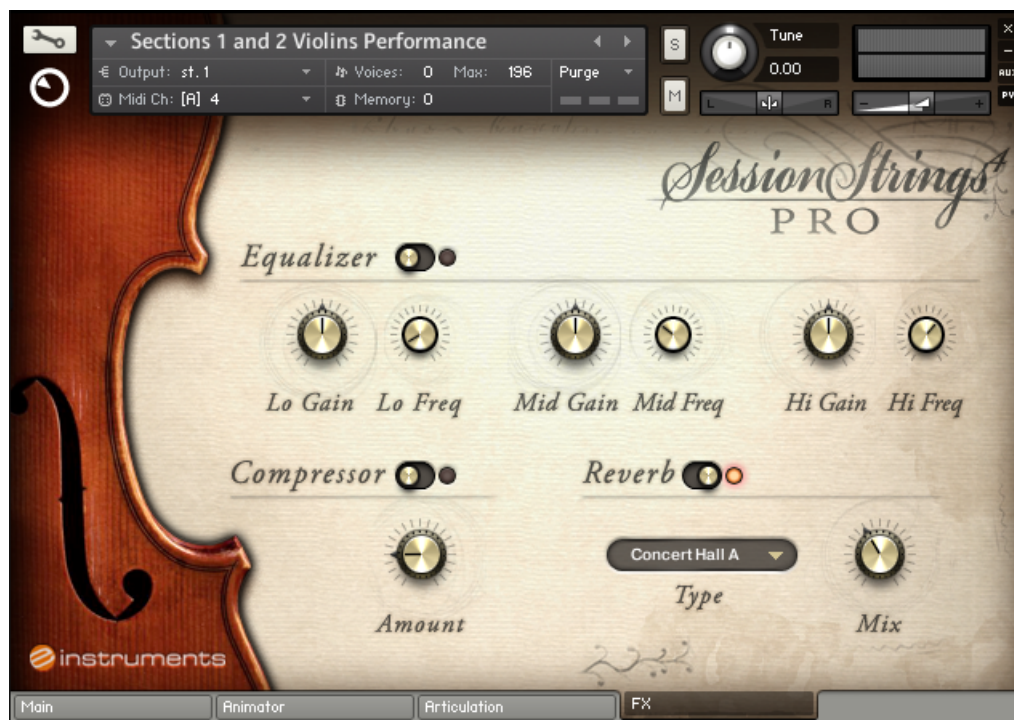 Sections 1 and 2 Violins Performance
Output: st.1 Voices: 0 Max: 196 Purge
Midi Ch: [A] 4 Memory: 0
S
M
Tune
0.00
L R
- +
×
-
AUX
PV
Session Strings 4
PRO
Equalizer
Lo Gain Lo Freq Mid Gain Mid Freq Hi Gain Hi Freq
Compressor Reverb
Concert Hall A
Type
Amount Mix
e instruments
Main Animator Articulation FX